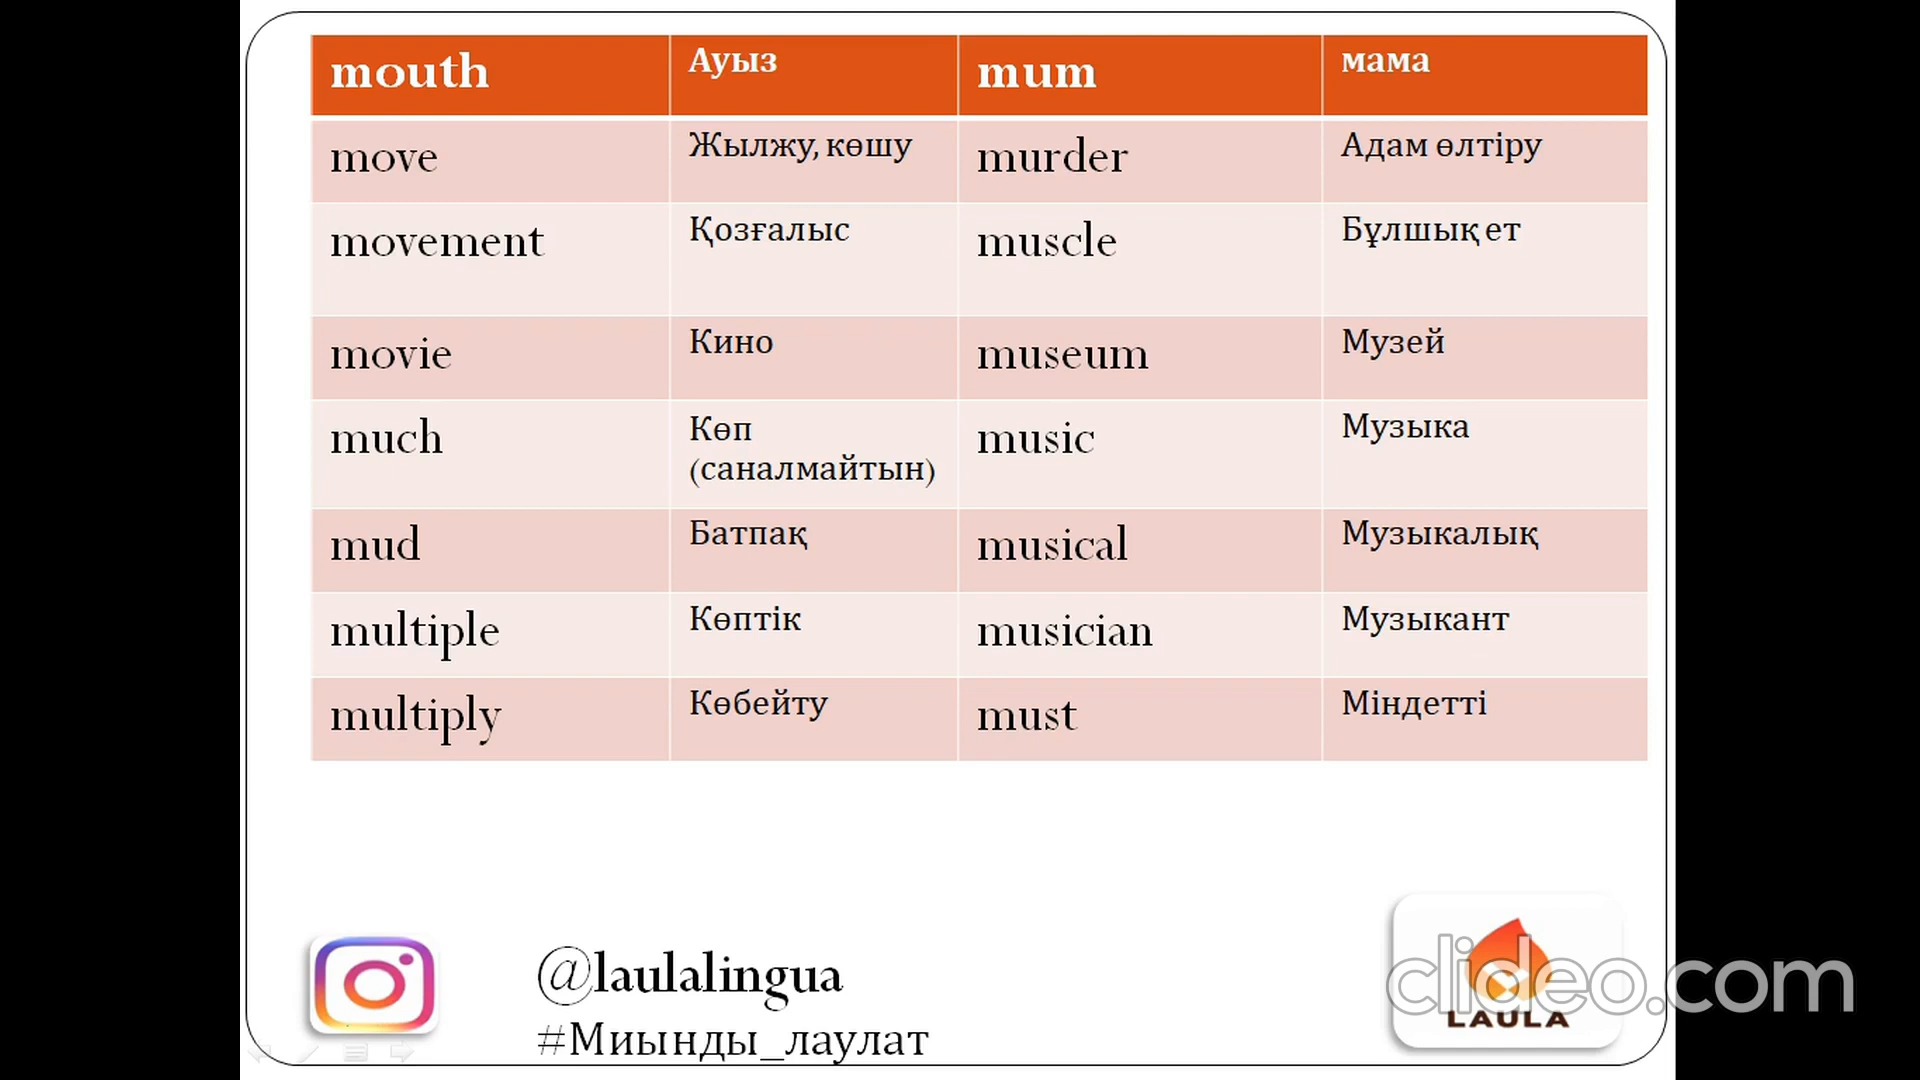 mouth Ауыз mum мама
move Жылжу, көшу murder Адам өлтіру
movement Қозғалыс muscle Бұлшық ет
movie Кино museum Музей
much Көп music Музыка
(саналмайтын)
mud Батпақ musical Музыкалық
multiple Көптік musician Музыкант
multiply Көбейту must Міндетті
@laulalingua
#Миынды_лаулат
clideo.com
LAULA